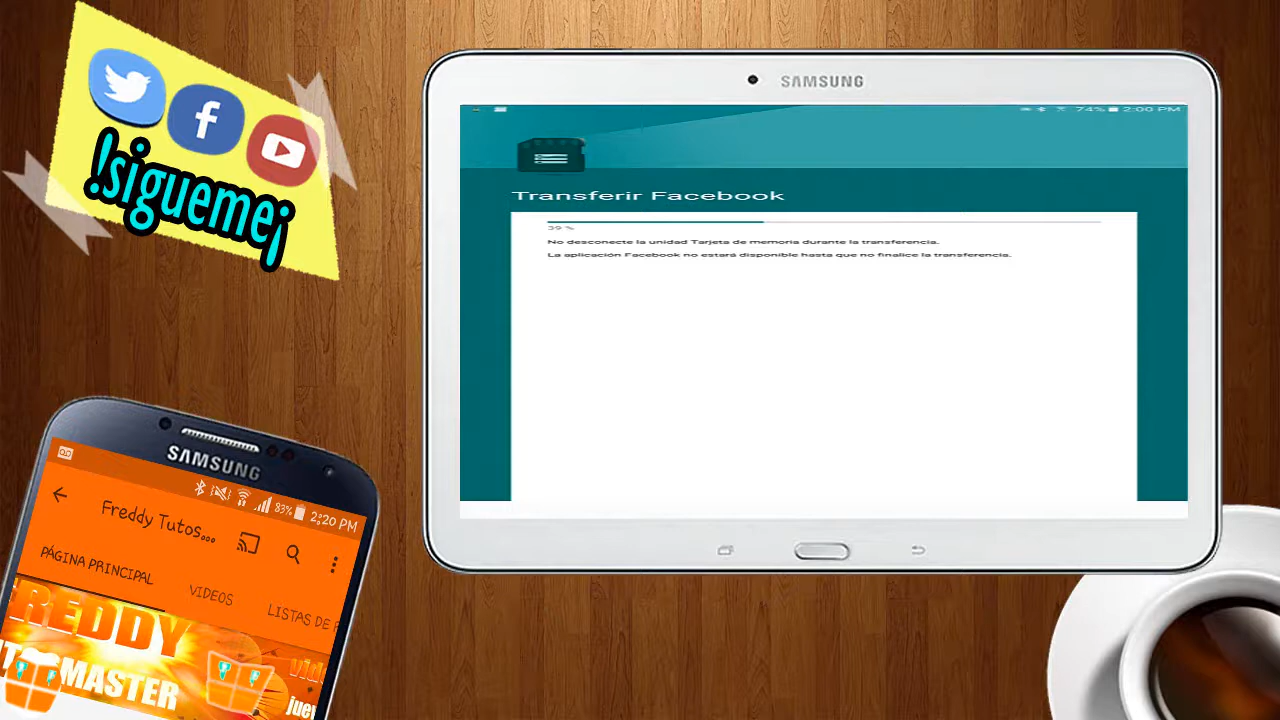 !sigueme¡
SAMSUNG
74% 2:00 PM
Transferir Facebook
39 %
No desconecte la unidad Tarjeta de memoria durante la transferencia.
La aplicación Facebook no estará disponible hasta que no finalice la transferencia.
SAMSUNG
83% 2:20 PM
Freddy Tutos...
PÁGINA PRINCIPAL
VIDEOS
LISTAS DE
REDDY
MASTER